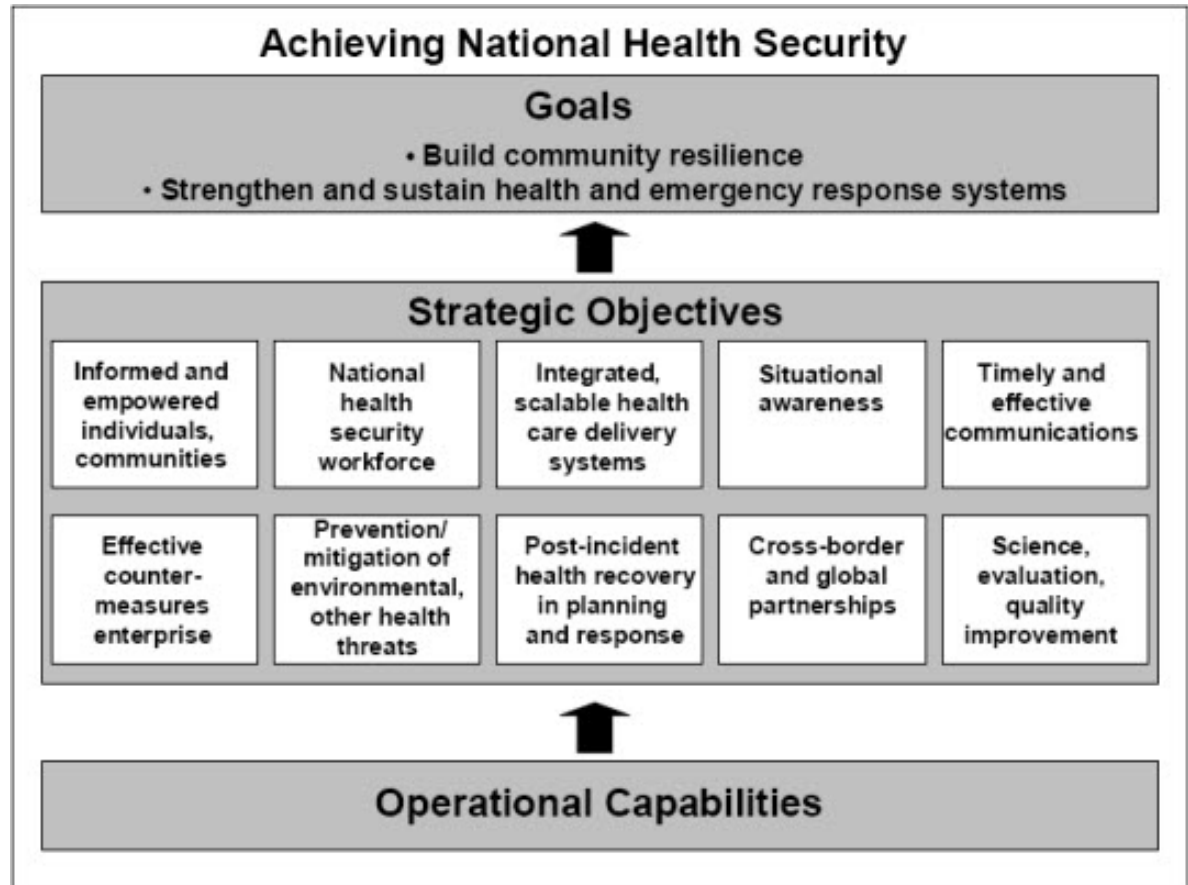 Achieving National Health Security
Goals
• Build community resilience
• Strengthen and sustain health and emergency response systems
Strategic Objectives
Informed and
empowered
individuals,
communities
National
health
security
workforce
Integrated,
scalable health
care delivery
systems
Situational
awareness
Timely and
effective
communications
Effective
counter-
measures
enterprise
Prevention/
mitigation of
environmental,
other health
threats
Post-incident
health recovery
in planning
and response
Cross-border
and global
partnerships
Science,
evaluation,
quality
improvement
Operational Capabilities